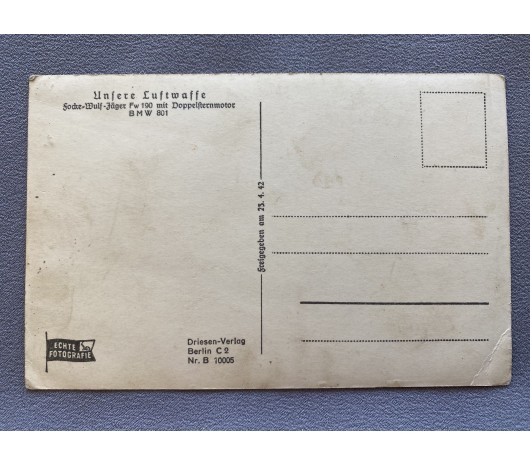 Unsere Luftwaffe
Focke-Wulf-Jäger Fw 190 mit Doppelsternmotor
BMW 801
Freigegeben am 23. 4. 42
ECHTE
FOTOGRAFIE
Driesen-Verlag
Berlin C 2
Nr. B 10005